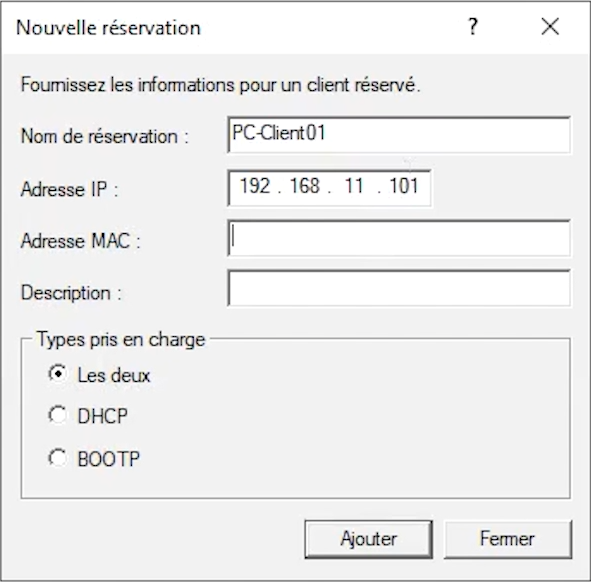 Nouvelle réservation ?
Fournissez les informations pour un client réservé.
Nom de réservation : PC-Client01
Adresse IP : 192 . 168 . 11 . 101
Adresse MAC :
Description :
Types pris en charge
Les deux
DHCP
BOOTP
Ajouter Fermer